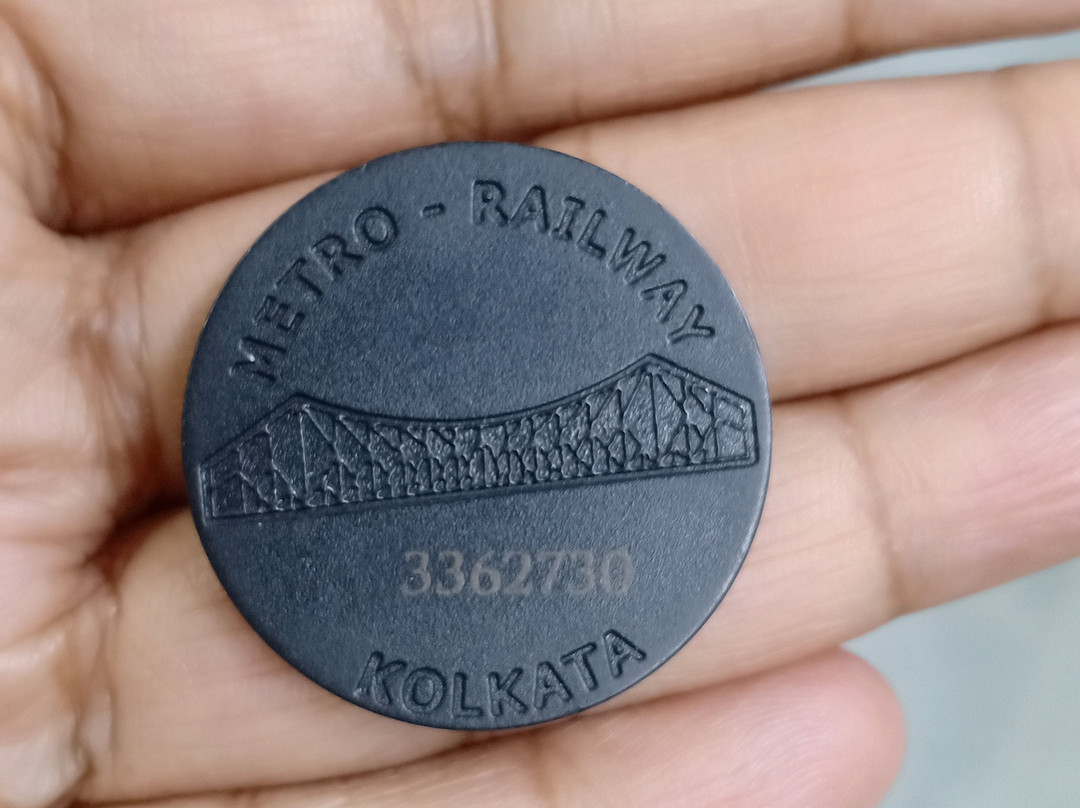 METRO - RAILWAY
3362730
KOLKATA